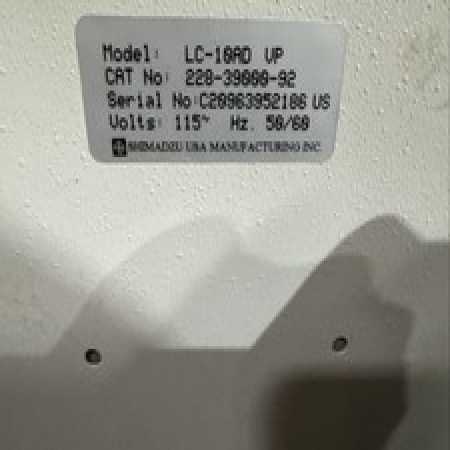 Model: LC-10AD VP
CAT No: 228-39000-92
Serial No:C20963952186 US
Volts: 115~ Hz. 50/60
SHIMADZU USA MANUFACTURING INC.